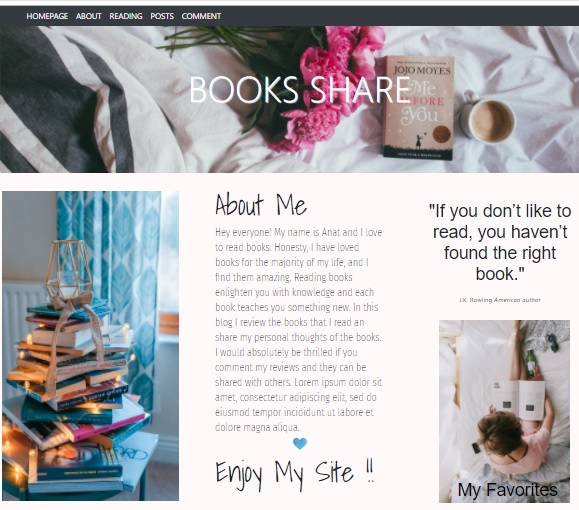 HOMEPAGE ABOUT READING POSTS COMMENT
BOOKS SHARE
JOJO MOYES
Me
BEFORE
You
About Me
Hey everyone! My name is Anat and I love
to read books. Honesty, I have loved
books for the majority of my life, and I
find them amazing. Reading books
enlighten you with knowledge and each
book teaches you something new. In this
blog I review the books that I read an
share my personal thoughts of the books.
I would absolutely be thrilled if you
comment my reviews and they can be
shared with others. Lorem ipsum dolor sit
amet, consectetur adipiscing elit, sed do
eiusmod tempor incididunt ut labore et
dolore magna aliqua.
Enjoy My Site !!
"If you don't like to
read, you haven't
found the right
book."
J.K. Rowling American author
My Favorites